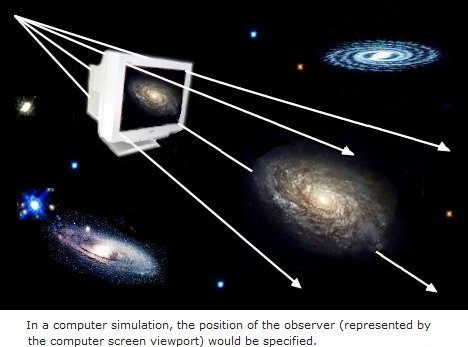 In a computer simulation, the position of the observer (represented by
the computer screen viewport) would be specified.